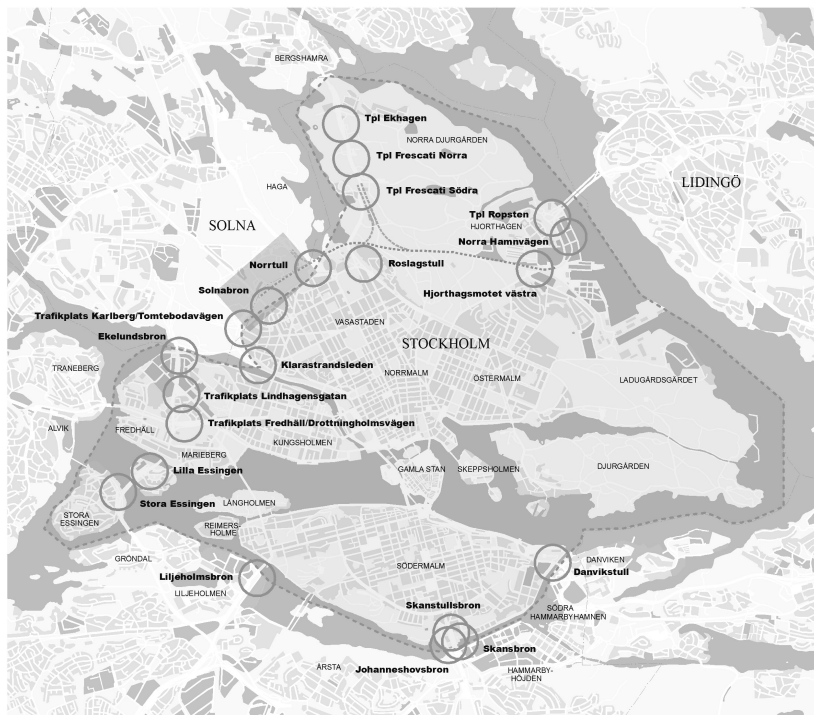 BERGSHAMRA
Tpl Ekhagen
NORRA DJURGÅRDEN
Tpl Frescati Norra
HAGA
Tpl Frescati Södra
LIDINGÖ
SOLNA
Tpl Ropsten
HJORTHAGEN
Norra Hamnvägen
Norrtull
Roslagstull
Solnabron
Hjorthagsmotet västra
Trafikplats Karlberg/Tomtebodavägen
VASASTADEN
Ekelundsbron
STOCKHOLM
TRANEBERG
Klarastrandsleden
NORRMALM
ÖSTERMALM
LADUGÅRDSGÄRDET
Trafikplats Lindhagensgatan
ALVIK
FREDHÄLL
Trafikplats Fredhäll/Drottningholmsvägen
KUNGSHOLMEN
MARIEBERG
Lilla Essingen
GAMLA STAN
SKEPPSHOLMEN
DJURGÅRDEN
Stora Essingen
LÅNGHOLMEN
STORA
ESSINGEN
REIMERS-
HOLME
GRÖNDAL
SÖDERMALM
DANVIKEN
Danvikstull
Liljeholmsbron
LILJEHOLMEN
Skanstullsbron
SÖDRA
HAMMARBYHAMNEN
Skansbron
ÅRSTA
Johanneshovsbron
HAMMARBY-
HÖJDEN